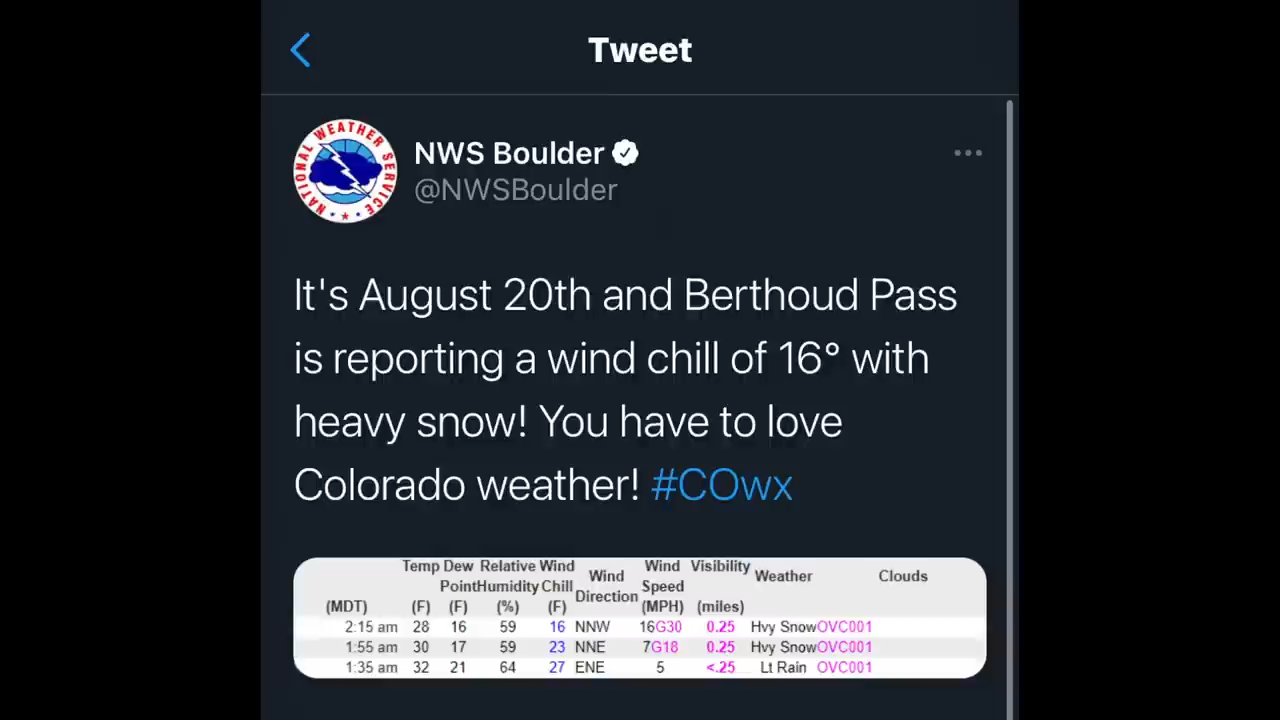 Tweet
NATIONAL WEATHER SERVICE
NWS Boulder
@NWSBoulder
It's August 20th and Berthoud Pass
is reporting a wind chill of 16° with
heavy snow! You have to love
Colorado weather! #COwx
Temp Dew Relative Wind Wind Visibility
Point Humidity Chill Wind Speed Weather Clouds
Direction
(MDT) (F) (F) (%) (F) (MPH) (miles)
2:15 am 28 16 59 16 NNW 16G30 0.25 Hvy Snow OVC001
1:55 am 30 17 59 23 NNE 7G18 0.25 Hvy Snow OVC001
1:35 am 32 21 64 27 ENE 5 <.25 Lt Rain OVC001